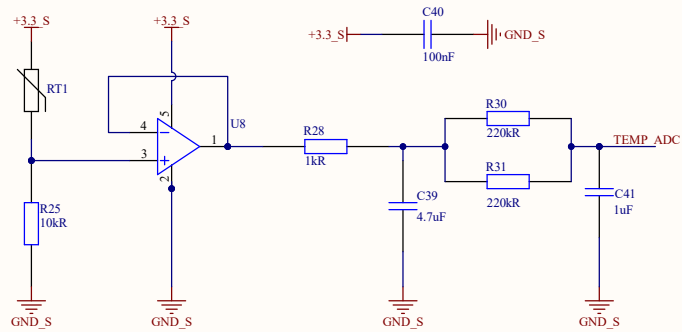 C40
+3.3_S
+3.3_S
+3.3_S
GND_S
100nF
RT1
5
U8
4
1
R28
1kR
3
2
R30
220kR
R31
220kR
TEMP_ADC
R25
10kR
C39
4.7uF
C41
1uF
GND_S
GND_S
GND_S
GND_S